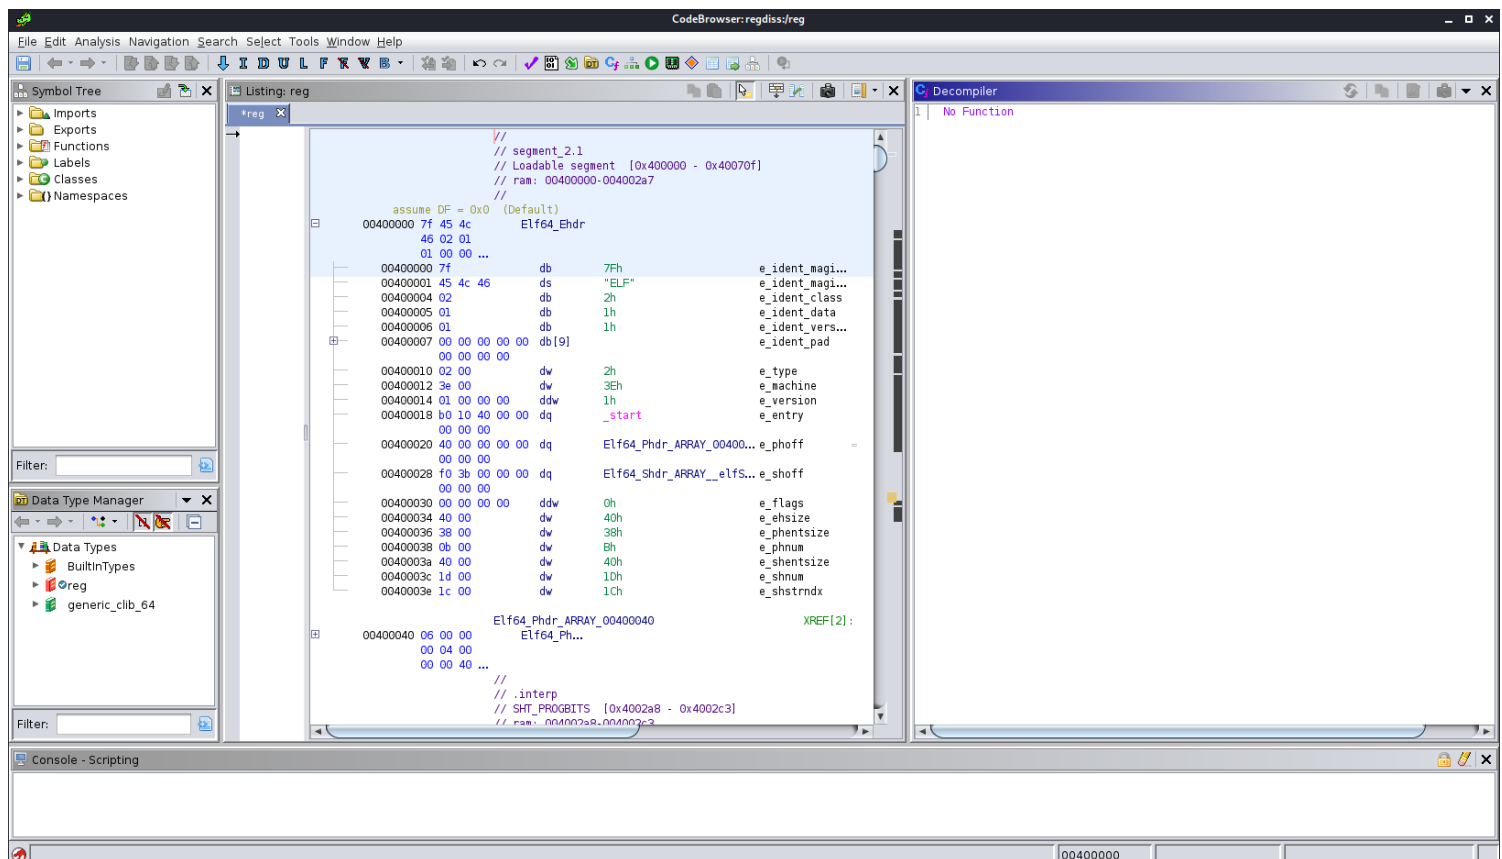 CodeBrowser: regdiss:/reg
File Edit Analysis Navigation Search Select Tools Window Help
I D U L F R V B
Symbol Tree
Imports
Exports
Functions
Labels
Classes
Namespaces
Filter:
Data Type Manager
Data Types
BuiltInTypes
reg
generic_clib_64
Filter:
Listing: reg
*reg
//
// segment_2.1
// Loadable segment [0x400000 - 0x40070f]
// ram: 00400000-004002a7
//
assume DF = 0x0 (Default)
00400000 7f 45 4c Elf64_Ehdr
46 02 01
01 00 00 ...
00400000 7f db 7Fh e_ident_magi...
00400001 45 4c 46 ds "ELF" e_ident_magi...
00400004 02 db 2h e_ident_class
00400005 01 db 1h e_ident_data
00400006 01 db 1h e_ident_vers...
00400007 00 00 00 00 00 db[9] e_ident_pad
00 00 00 00
00400010 02 00 dw 2h e_type
00400012 3e 00 dw 3Eh e_machine
00400014 01 00 00 00 ddw 1h e_version
00400018 b0 10 40 00 00 dq _start e_entry
00 00 00
00400020 40 00 00 00 00 dq Elf64_Phdr_ARRAY_00400... e_phoff =
00 00 00
00400028 f0 3b 00 00 00 dq Elf64_Shdr_ARRAY__elfS... e_shoff
00 00 00
00400030 00 00 00 00 ddw 0h e_flags
00400034 40 00 dw 40h e_ehsize
00400036 38 00 dw 38h e_phentsize
00400038 0b 00 dw Bh e_phnum
0040003a 40 00 dw 40h e_shentsize
0040003c 1d 00 dw 1Dh e_shnum
0040003e 1c 00 dw 1Ch e_shstrndx
Elf64_Phdr_ARRAY_00400040 XREF[2]:
00400040 06 00 00 Elf64_Ph...
00 04 00
00 00 40 ...
//
// .interp
// SHT_PROGBITS [0x4002a8 - 0x4002c3]
// ram: 004002a8-004002c3
Decompiler
1 No Function
Console - Scripting
00400000